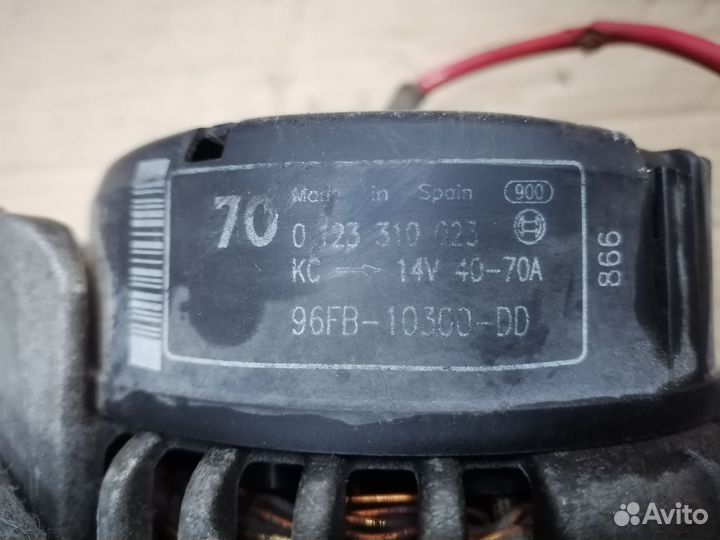 70 Made in Spain 900
0 123 310 023
KC → 14V 40-70A
96FB-10300-DD
866
Avito